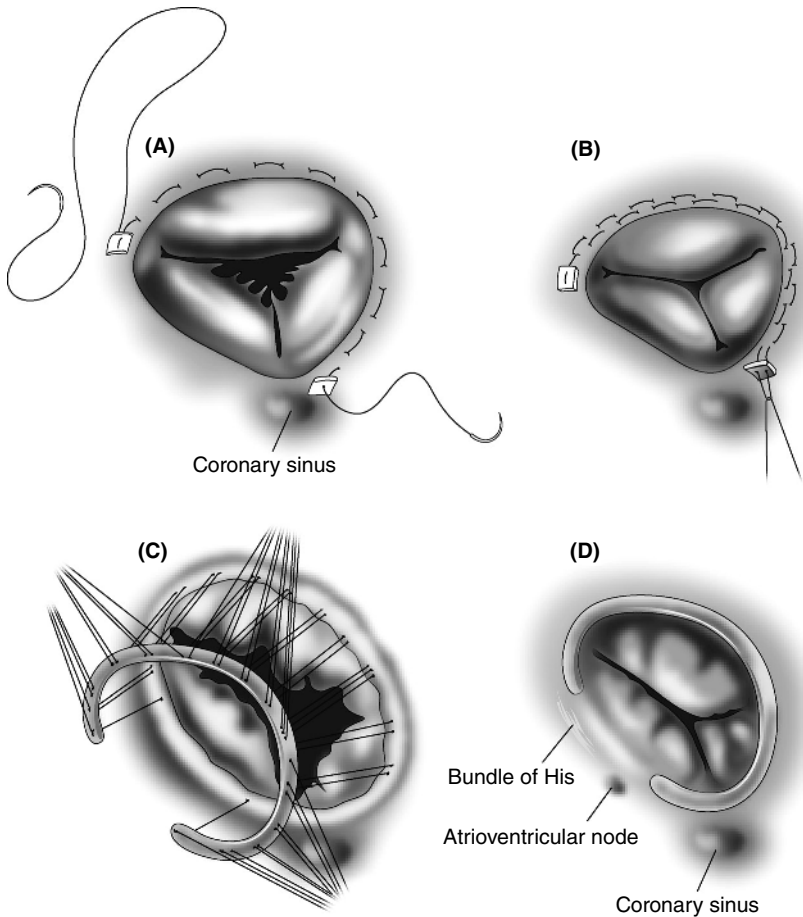 (A)
(B)
Coronary sinus
(C)
(D)
Bundle of His
Atrioventricular node
Coronary sinus